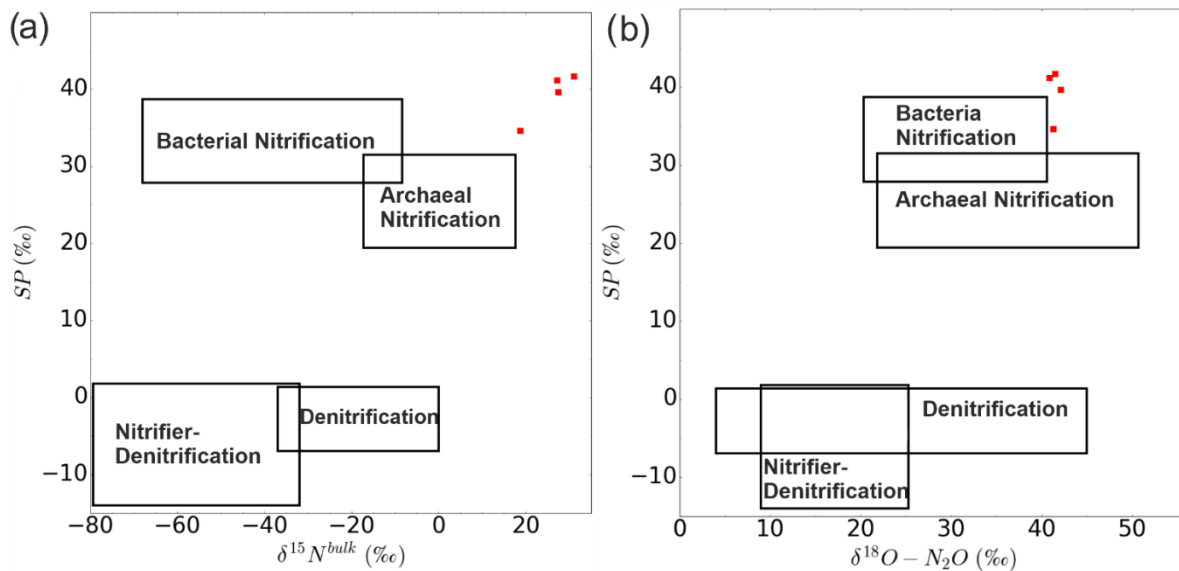 (a)
SP (‰)
40
30
20
10
0
−10
Bacterial Nitrification
Archaeal
Nitrification
Denitrification
Nitrifier-
Denitrification
−80
−60
−40
−20
0
20
δ¹⁵N^bulk (‰)
(b)
SP (‰)
40
30
20
10
0
−10
Bacteria
Nitrification
Archaeal Nitrification
Denitrification
Nitrifier-
Denitrification
0
10
20
30
40
50
δ¹⁸O − N₂O (‰)